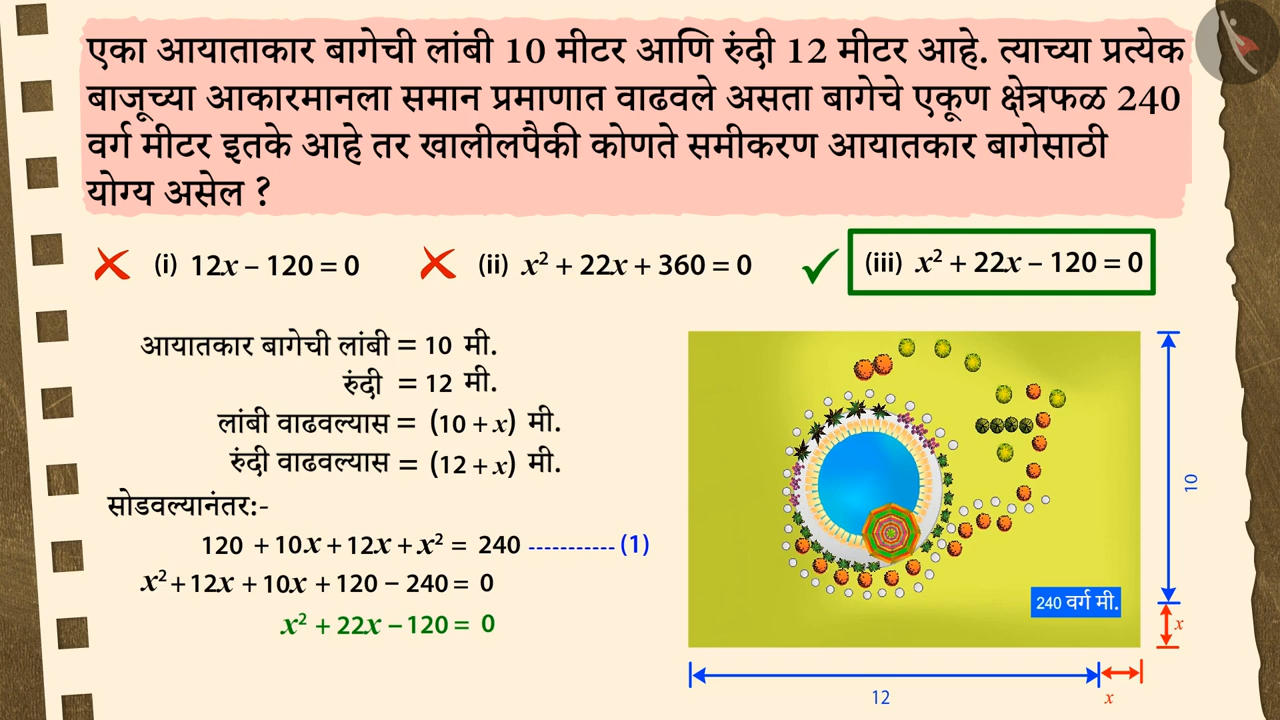 एका आयाताकार बागेची लांबी 10 मीटर आणि रुंदी 12 मीटर आहे. त्याच्या प्रत्येक
बाजूच्या आकारमानला समान प्रमाणात वाढवले असता बागेचे एकूण क्षेत्रफळ 240
वर्ग मीटर इतके आहे तर खालीलपैकी कोणते समीकरण आयातकार बागेसाठी
योग्य असेल ?
(i) 12x – 120 = 0 (ii) x² + 22x + 360 = 0 (iii) x² + 22x – 120 = 0
आयातकार बागेची लांबी = 10 मी.
रुंदी = 12 मी.
लांबी वाढवल्यास = (10 + x) मी.
रुंदी वाढवल्यास = (12 + x) मी.
सोडवल्यानंतर:-
120 + 10x + 12x + x² = 240 ----------- (1)
x² + 12x + 10x + 120 – 240 = 0
x² + 22x – 120 = 0
10
240 वर्ग मी.
x
12
x